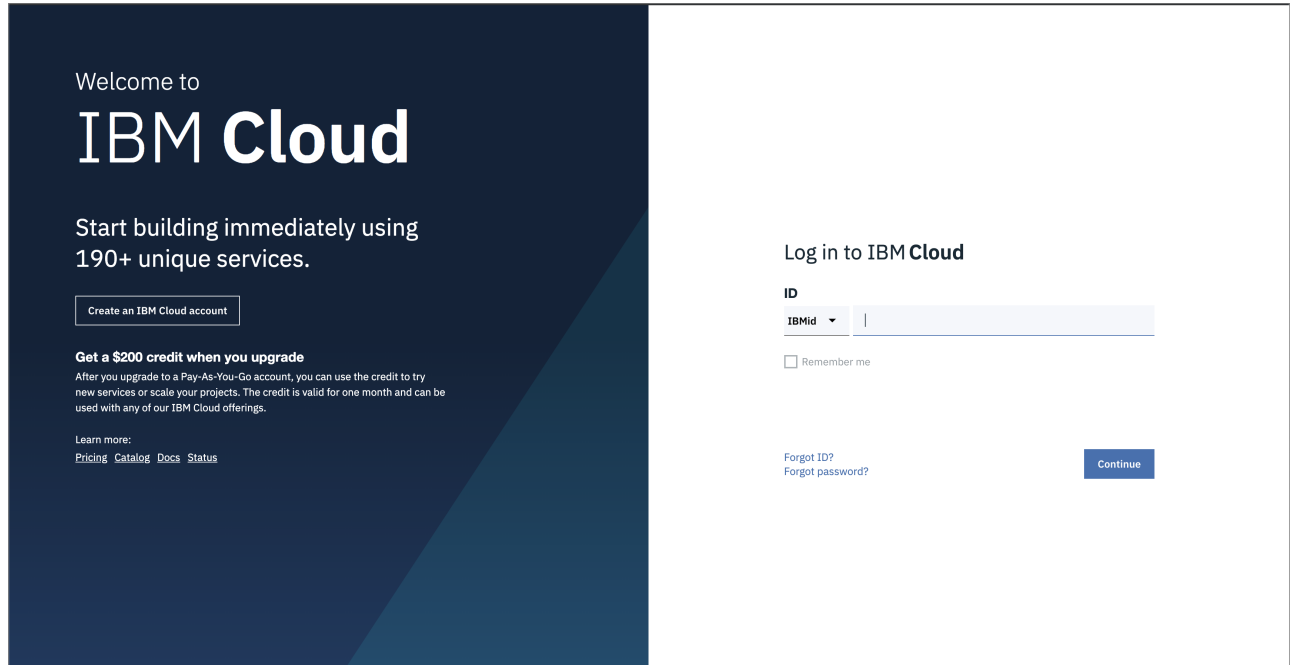 Welcome to
IBM Cloud
Start building immediately using
190+ unique services.
Create an IBM Cloud account
Get a $200 credit when you upgrade
After you upgrade to a Pay-As-You-Go account, you can use the credit to try
new services or scale your projects. The credit is valid for one month and can be
used with any of our IBM Cloud offerings.
Learn more:
Pricing Catalog Docs Status
Log in to IBM Cloud
ID
IBMid
Remember me
Forgot ID?
Forgot password?
Continue